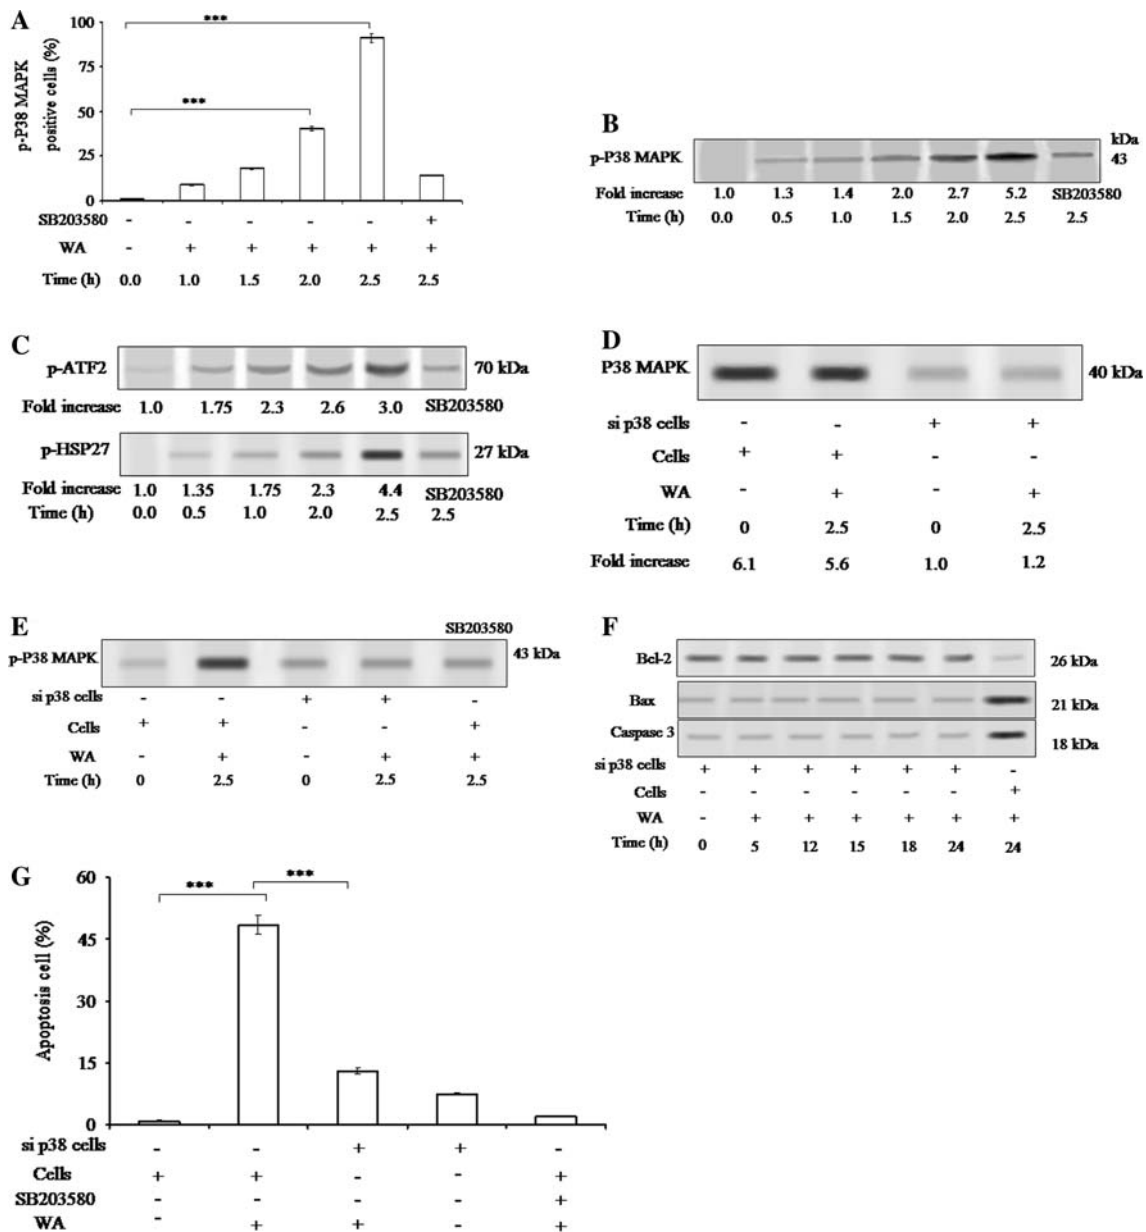 A
p-P38 MAPK
positive cells (%)
100
75
50
25
0
***
***
SB203580 - - - - - +
WA - + + + + +
Time (h) 0.0 1.0 1.5 2.0 2.5 2.5
B
kDa
p-P38 MAPK 43
Fold increase 1.0 1.3 1.4 2.0 2.7 5.2 SB203580
Time (h) 0.0 0.5 1.0 1.5 2.0 2.5 2.5
C
p-ATF2 70 kDa
Fold increase 1.0 1.75 2.3 2.6 3.0 SB203580
p-HSP27 27 kDa
Fold increase 1.0 1.35 1.75 2.3 4.4 SB203580
Time (h) 0.0 0.5 1.0 2.0 2.5 2.5
D
P38 MAPK 40 kDa
si p38 cells - - + +
Cells + + - -
WA - + - +
Time (h) 0 2.5 0 2.5
Fold increase 6.1 5.6 1.0 1.2
E
SB203580
p-P38 MAPK 43 kDa
si p38 cells - - + + -
Cells + + - - +
WA - + - + +
Time (h) 0 2.5 0 2.5 2.5
F
Bcl-2 26 kDa
Bax 21 kDa
Caspase 3 18 kDa
si p38 cells + + + + + + -
Cells - - - - - - +
WA - + + + + + +
Time (h) 0 5 12 15 18 24 24
G
Apoptosis cell (%)
60
45
30
15
0
***
***
si p38 cells - - + + -
Cells + + - - +
SB203580 - - - - +
WA - + + - +